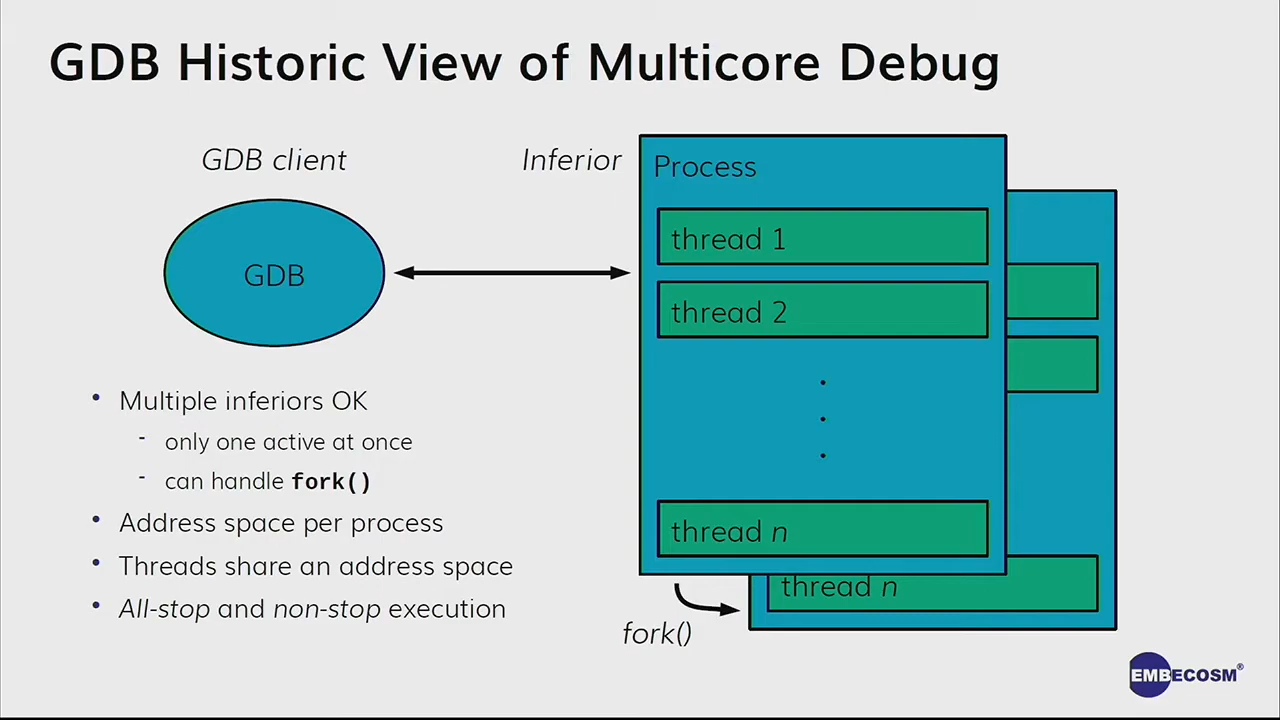 GDB Historic View of Multicore Debug
GDB client
Inferior
Process
thread 1
GDB
thread 2
.
.
.
thread n
thread n
fork()
• Multiple inferiors OK
- only one active at once
- can handle fork()
• Address space per process
• Threads share an address space
• All-stop and non-stop execution
EMBECOSM®